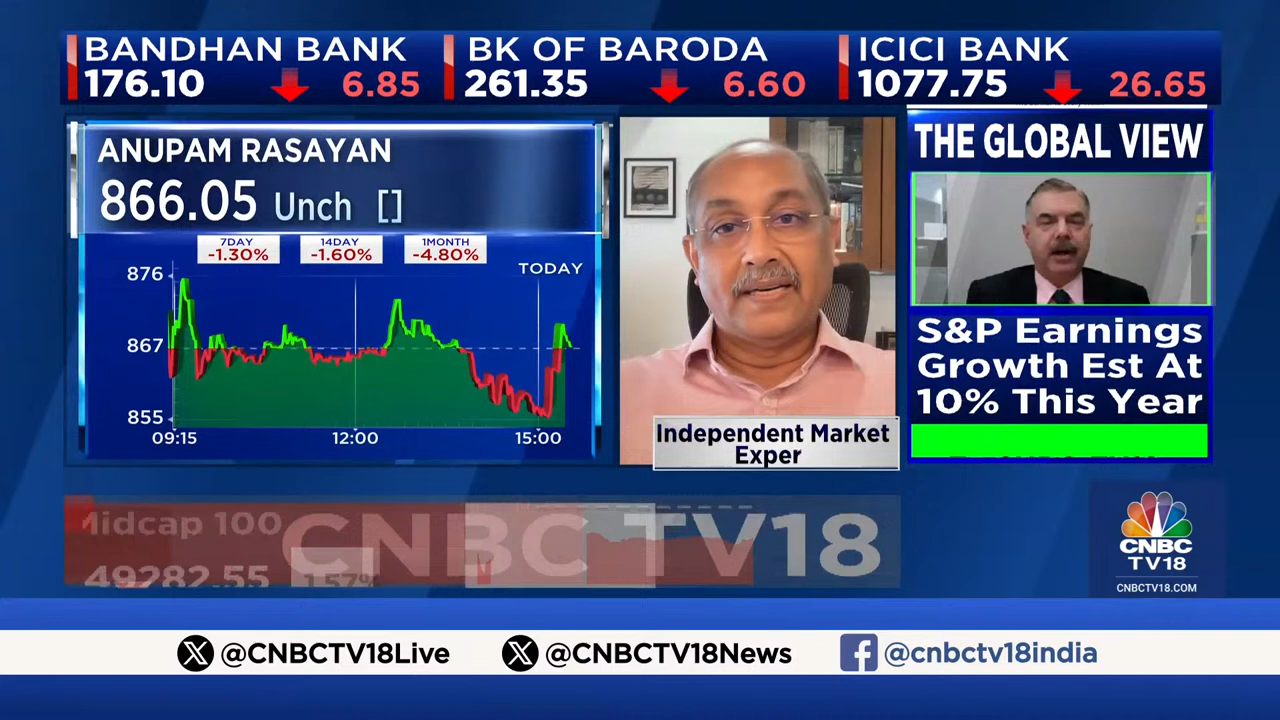 BANDHAN BANK
176.10 6.85
BK OF BARODA
261.35 6.60
ICICI BANK
1077.75 26.65
ANUPAM RASAYAN
866.05 Unch []
7DAY
-1.30%
14DAY
-1.60%
1MONTH
-4.80%
TODAY
876
867
855
09:15 12:00 15:00
Independent Market
Exper
THE GLOBAL VIEW
S&P Earnings
Growth Est At
10% This Year
Midcap 100
49282.55 1.57%
CNBC TV18
CNBC
TV18
CNBCTV18.COM
@CNBCTV18Live
@CNBCTV18News
@cnbctv18india